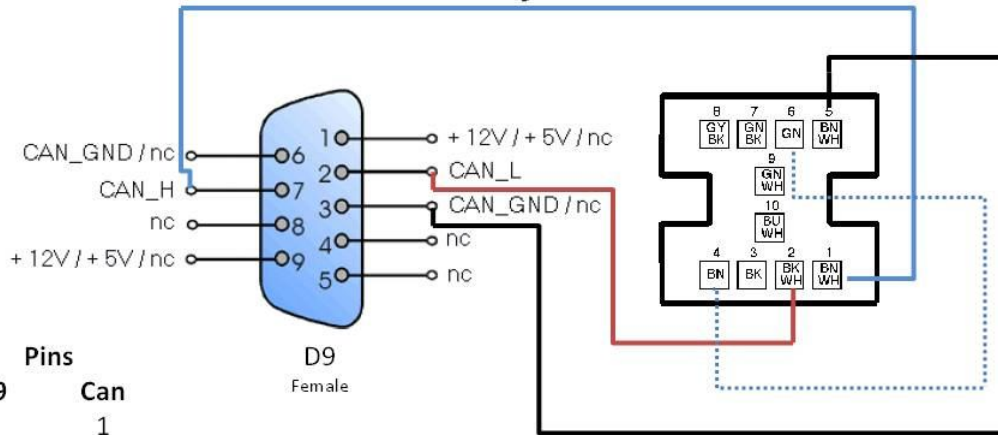 CAN_GND / nc
CAN_H
nc
+ 12V / + 5V / nc
6
7
8
9
1
2
3
4
5
+ 12V / + 5V / nc
CAN_L
CAN_GND / nc
nc
nc
D9
Female
8 7 6 5
GY BK
GN BK
GN
BN WH
9
GN WH
10
BU WH
4 3 2 1
BN
BK
BK WH
BN WH
Pins
9 Can
1